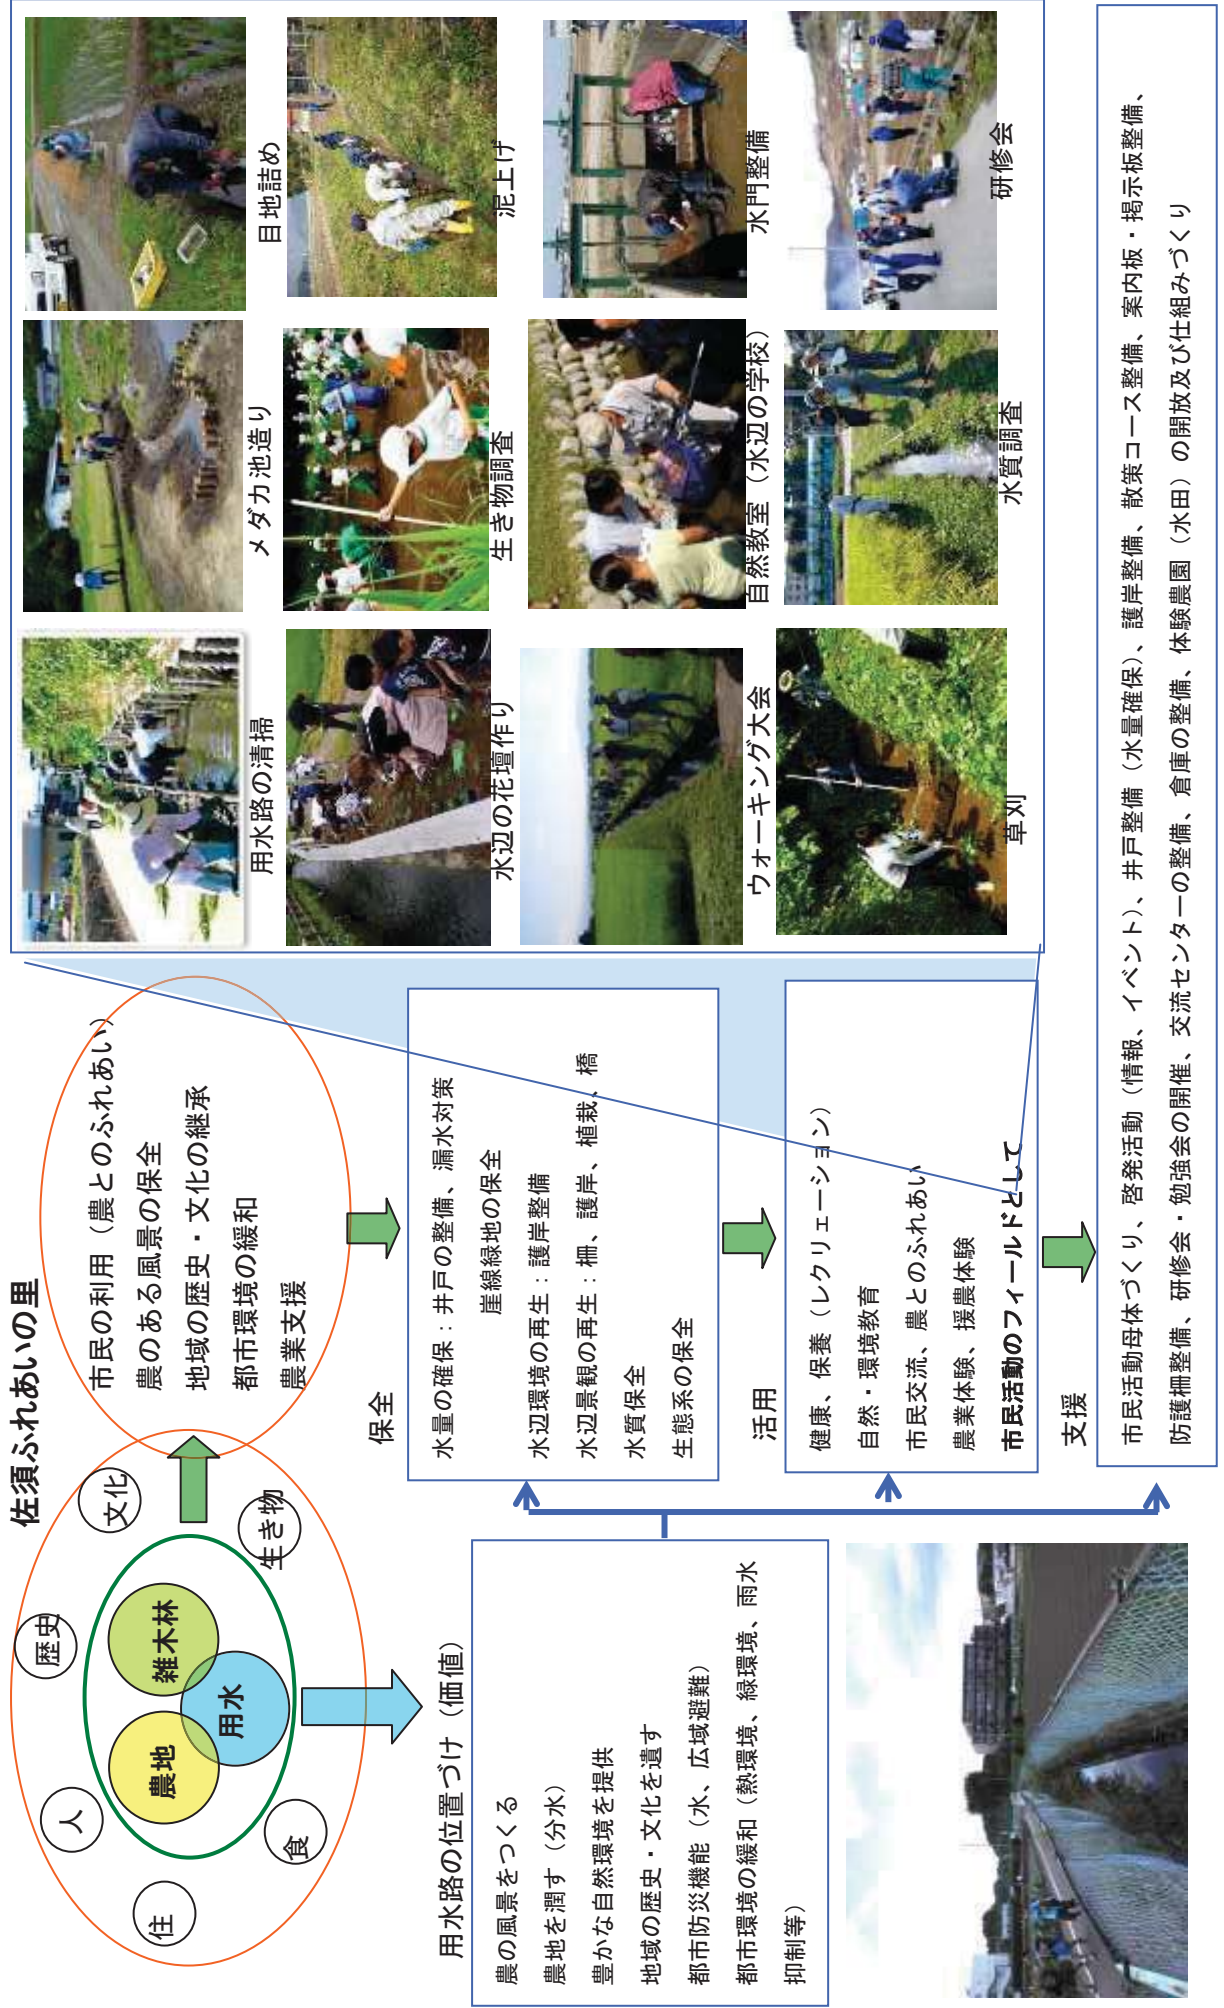 佐須ふれあいの里
歴史
文化
人
住
食
生き物
雑木林
農地
用水
市民の利用（農とのふれあい）
農のある風景の保全
地域の歴史・文化の継承
都市環境の緩和
農業支援
用水路の位置づけ（価値）
農の風景をつくる
農地を潤す（分水）
豊かな自然環境を提供
地域の歴史・文化を遺す
都市防災機能（水、広域避難）
都市環境の緩和（熱環境、緑環境、雨水
抑制等）
保全
水量の確保：井戸の整備、漏水対策
崖線緑地の保全
水辺環境の再生：護岸整備
水辺景観の再生：柵、護岸、植栽、橋
水質保全
生態系の保全
活用
健康、保養（レクリェーション）
自然・環境教育
市民交流、農とのふれあい
農業体験、援農体験
市民活動のフィールドとして
支援
市民活動母体づくり、啓発活動（情報、イベント）、井戸整備（水量確保）、護岸整備、散策コース整備、案内板・掲示板整備、
防護柵整備、研修会・勉強会の開催、交流センターの整備、倉庫の整備、体験農園（水田）の開放及び仕組みづくり
用水路の清掃
メダカ池造り
目地詰め
水辺の花壇作り
生き物調査
泥上げ
ウォーキング大会
自然教室（水辺の学校）
水門整備
草刈
水質調査
研修会